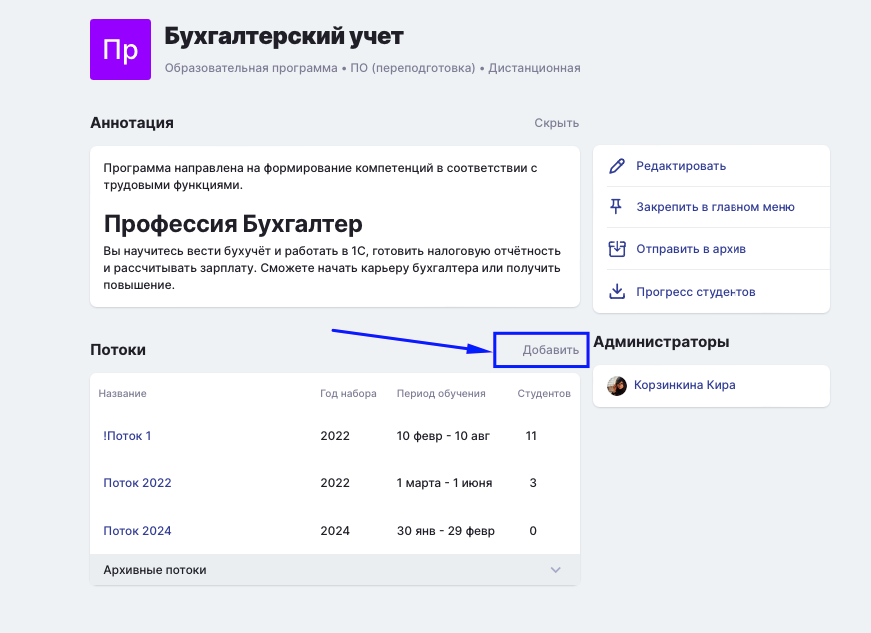 Пр
Бухгалтерский учет
Образовательная программа • ПО (переподготовка) • Дистанционная
Аннотация
Скрыть
Программа направлена на формирование компетенций в соответствии с
трудовыми функциями.
Профессия Бухгалтер
Вы научитесь вести бухучёт и работать в 1С, готовить налоговую отчётность
и рассчитывать зарплату. Сможете начать карьеру бухгалтера или получить
повышение.
Редактировать
Закрепить в главном меню
Отправить в архив
Прогресс студентов
Потоки
Добавить
Название Год набора Период обучения Студентов
!Поток 1 2022 10 февр - 10 авг 11
Поток 2022 2022 1 марта - 1 июня 3
Поток 2024 2024 30 янв - 29 февр 0
Архивные потоки
Администраторы
Корзинкина Кира